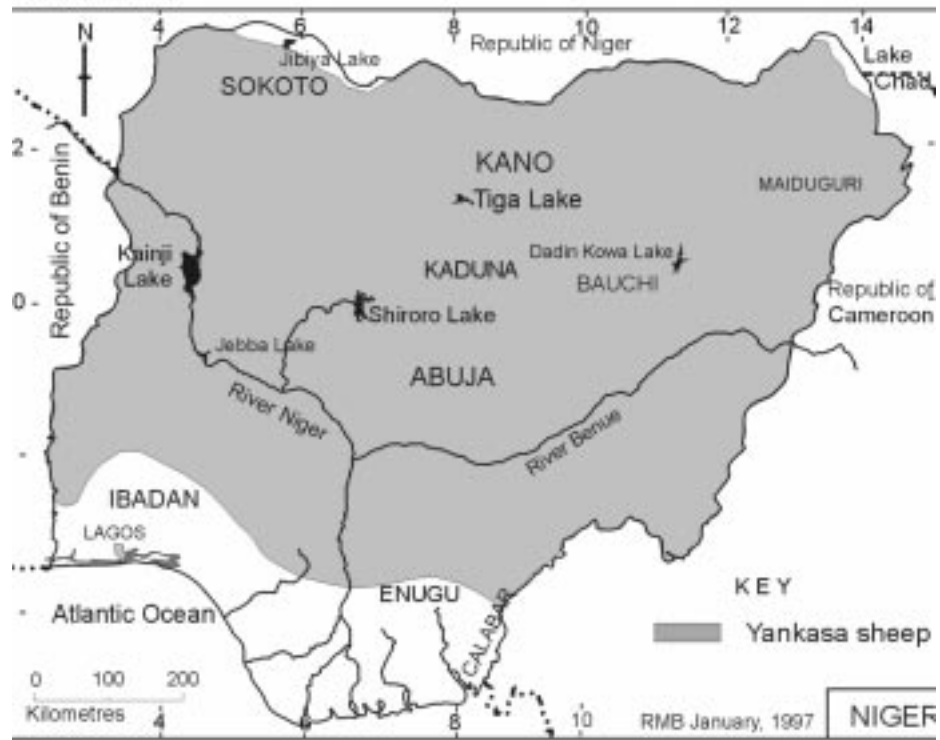 N
4 6 8 10 12 14
Republic of Niger
Jibiya Lake
Lake
Chad
SOKOTO
2 -
Republic of Benin
KANO
Tiga Lake
MAIDUGURI
Kainji
Lake
Dadin Kowa Lake
KADUNA
BAUCHI
0 -
Shiroro Lake
Republic of
Cameroon
Jebba Lake
ABUJA
River Niger
River Benue
IBADAN
LAGOS
ENUGU
KEY
Atlantic Ocean
CALABAR
Yankasa sheep
0 100 200
Kilometres
4 6 8 10
RMB January, 1997
NIGER